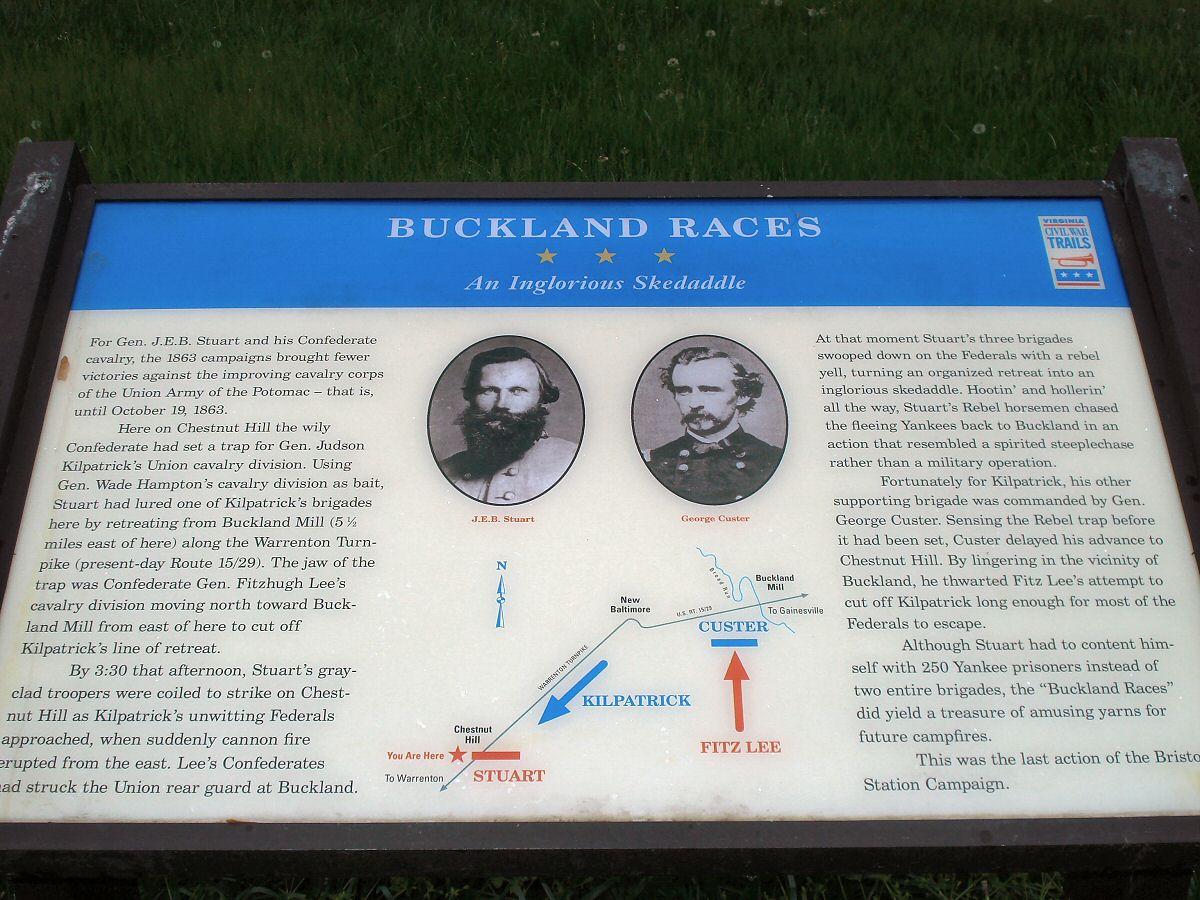 BUCKLAND RACES
An Inglorious Skedaddle
VIRGINIA
CIVIL WAR
TRAILS
For Gen. J.E.B. Stuart and his Confederate
cavalry, the 1863 campaigns brought fewer
victories against the improving cavalry corps
of the Union Army of the Potomac – that is,
until October 19, 1863.
Here on Chestnut Hill the wily
Confederate had set a trap for Gen. Judson
Kilpatrick's Union cavalry division. Using
Gen. Wade Hampton's cavalry division as bait,
Stuart had lured one of Kilpatrick's brigades
here by retreating from Buckland Mill (5 ½
miles east of here) along the Warrenton Turn-
pike (present-day Route 15/29). The jaw of the
trap was Confederate Gen. Fitzhugh Lee's
cavalry division moving north toward Buck-
land Mill from east of here to cut off
Kilpatrick's line of retreat.
By 3:30 that afternoon, Stuart's gray-
clad troopers were coiled to strike on Chest-
nut Hill as Kilpatrick's unwitting Federals
approached, when suddenly cannon fire
erupted from the east. Lee's Confederates
had struck the Union rear guard at Buckland.
J.E.B. Stuart
George Custer
N
Broad Run
Buckland
Mill
New
Baltimore
U.S. RT. 15/29
To Gainesville
CUSTER
WARRENTON TURNPIKE
KILPATRICK
Chestnut
Hill
FITZ LEE
You Are Here
STUART
To Warrenton
At that moment Stuart's three brigades
swooped down on the Federals with a rebel
yell, turning an organized retreat into an
inglorious skedaddle. Hootin' and hollerin'
all the way, Stuart's Rebel horsemen chased
the fleeing Yankees back to Buckland in an
action that resembled a spirited steeplechase
rather than a military operation.
Fortunately for Kilpatrick, his other
supporting brigade was commanded by Gen.
George Custer. Sensing the Rebel trap before
it had been set, Custer delayed his advance to
Chestnut Hill. By lingering in the vicinity of
Buckland, he thwarted Fitz Lee's attempt to
cut off Kilpatrick long enough for most of the
Federals to escape.
Although Stuart had to content him-
self with 250 Yankee prisoners instead of
two entire brigades, the "Buckland Races"
did yield a treasure of amusing yarns for
future campfires.
This was the last action of the Bristo
Station Campaign.